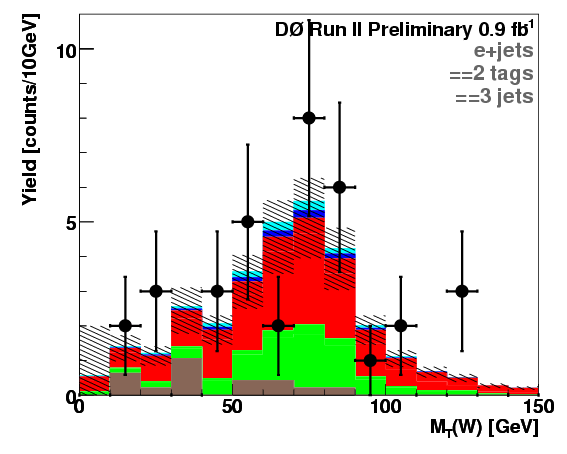 DØ Run II Preliminary 0.9 fb-1
e+jets
==2 tags
==3 jets
Yield [counts/10GeV]
10
5
0
0 50 100 150
MT(W) [GeV]